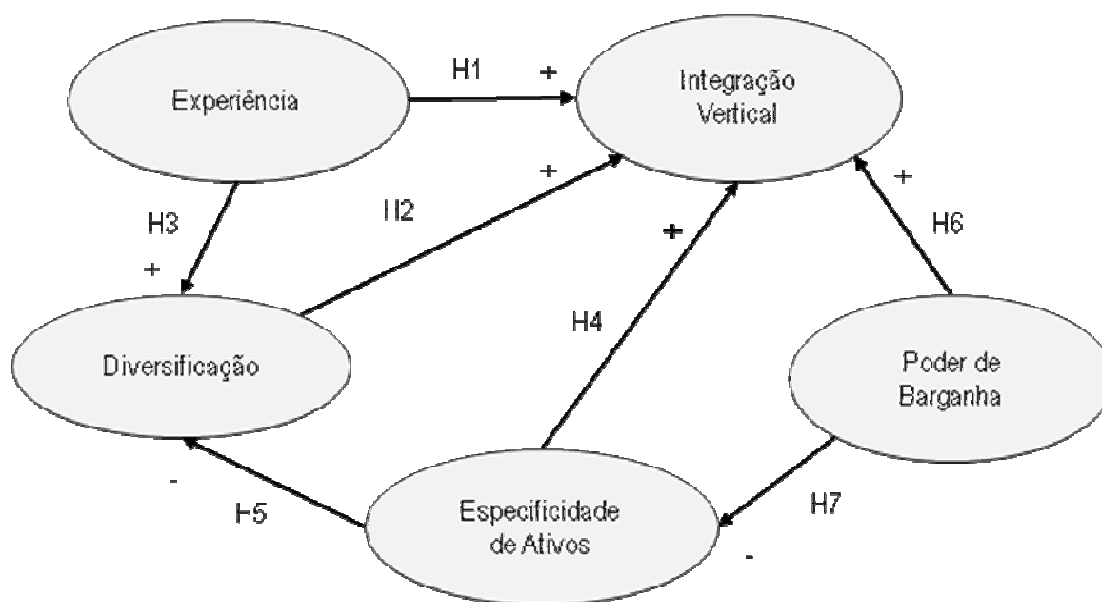 H1
+
Experiência
Integração
Vertical
+
+
H3
H2
+
H6
+
H4
Diversificação
Poder de
Barganha
-
H5
Especificidade
de Ativos
H7
-